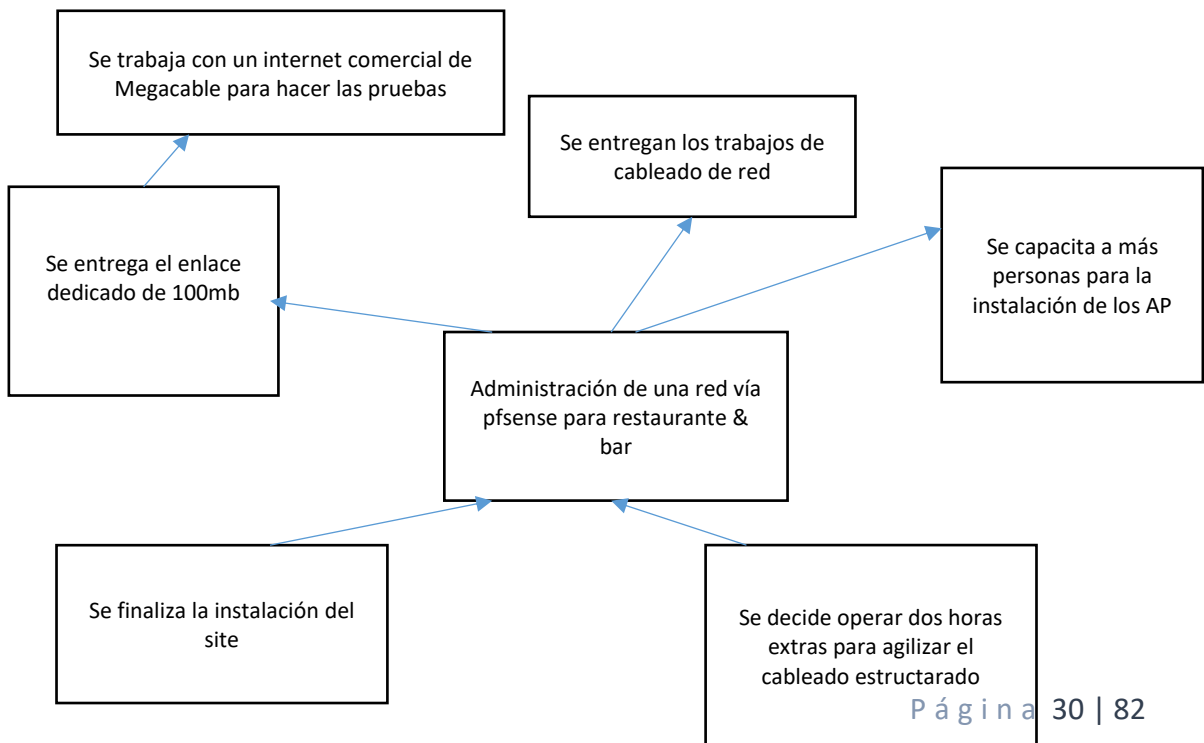 Se trabaja con un internet comercial de
Megacable para hacer las pruebas
Se entregan los trabajos de
cableado de red
Se entrega el enlace
dedicado de 100mb
Se capacita a más
personas para la
instalación de los AP
Administración de una red vía
pfsense para restaurante &
bar
Se finaliza la instalación del
site
Se decide operar dos horas
extras para agilizar el
cableado estructarado
Página 30 | 82